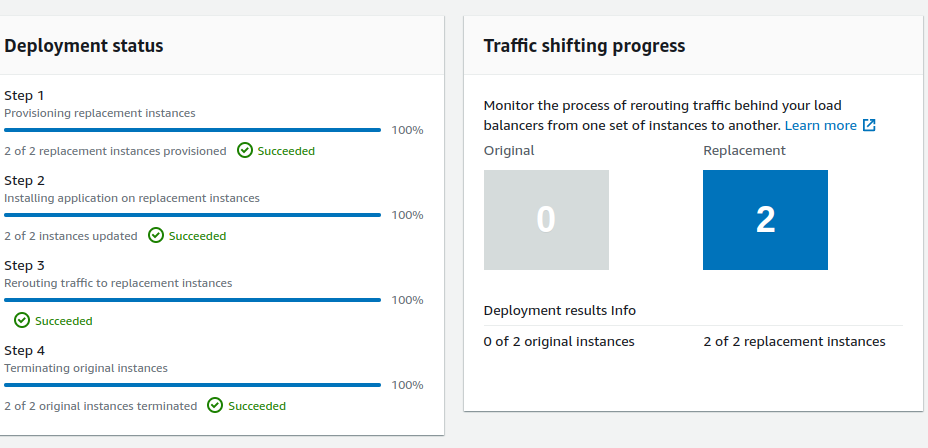 Deployment status
Step 1
Provisioning replacement instances
100%
2 of 2 replacement instances provisioned Succeeded
Step 2
Installing application on replacement instances
100%
2 of 2 instances updated Succeeded
Step 3
Rerouting traffic to replacement instances
100%
Succeeded
Step 4
Terminating original instances
100%
2 of 2 original instances terminated Succeeded
Traffic shifting progress
Monitor the process of rerouting traffic behind your load
balancers from one set of instances to another. Learn more
Original Replacement
0 2
Deployment results Info
0 of 2 original instances 2 of 2 replacement instances